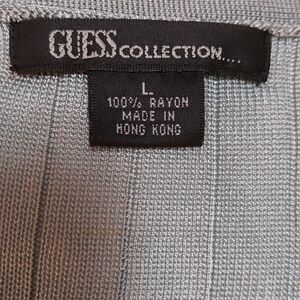 GUESS COLLECTION....
L
100% RAYON
MADE IN
HONG KONG